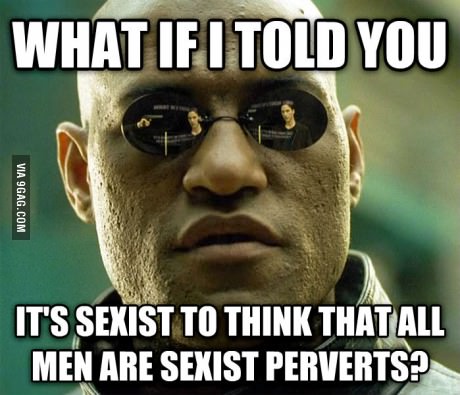 WHAT IF I TOLD YOU
VIA 9GAG.COM
IT'S SEXIST TO THINK THAT ALL
MEN ARE SEXIST PERVERTS?